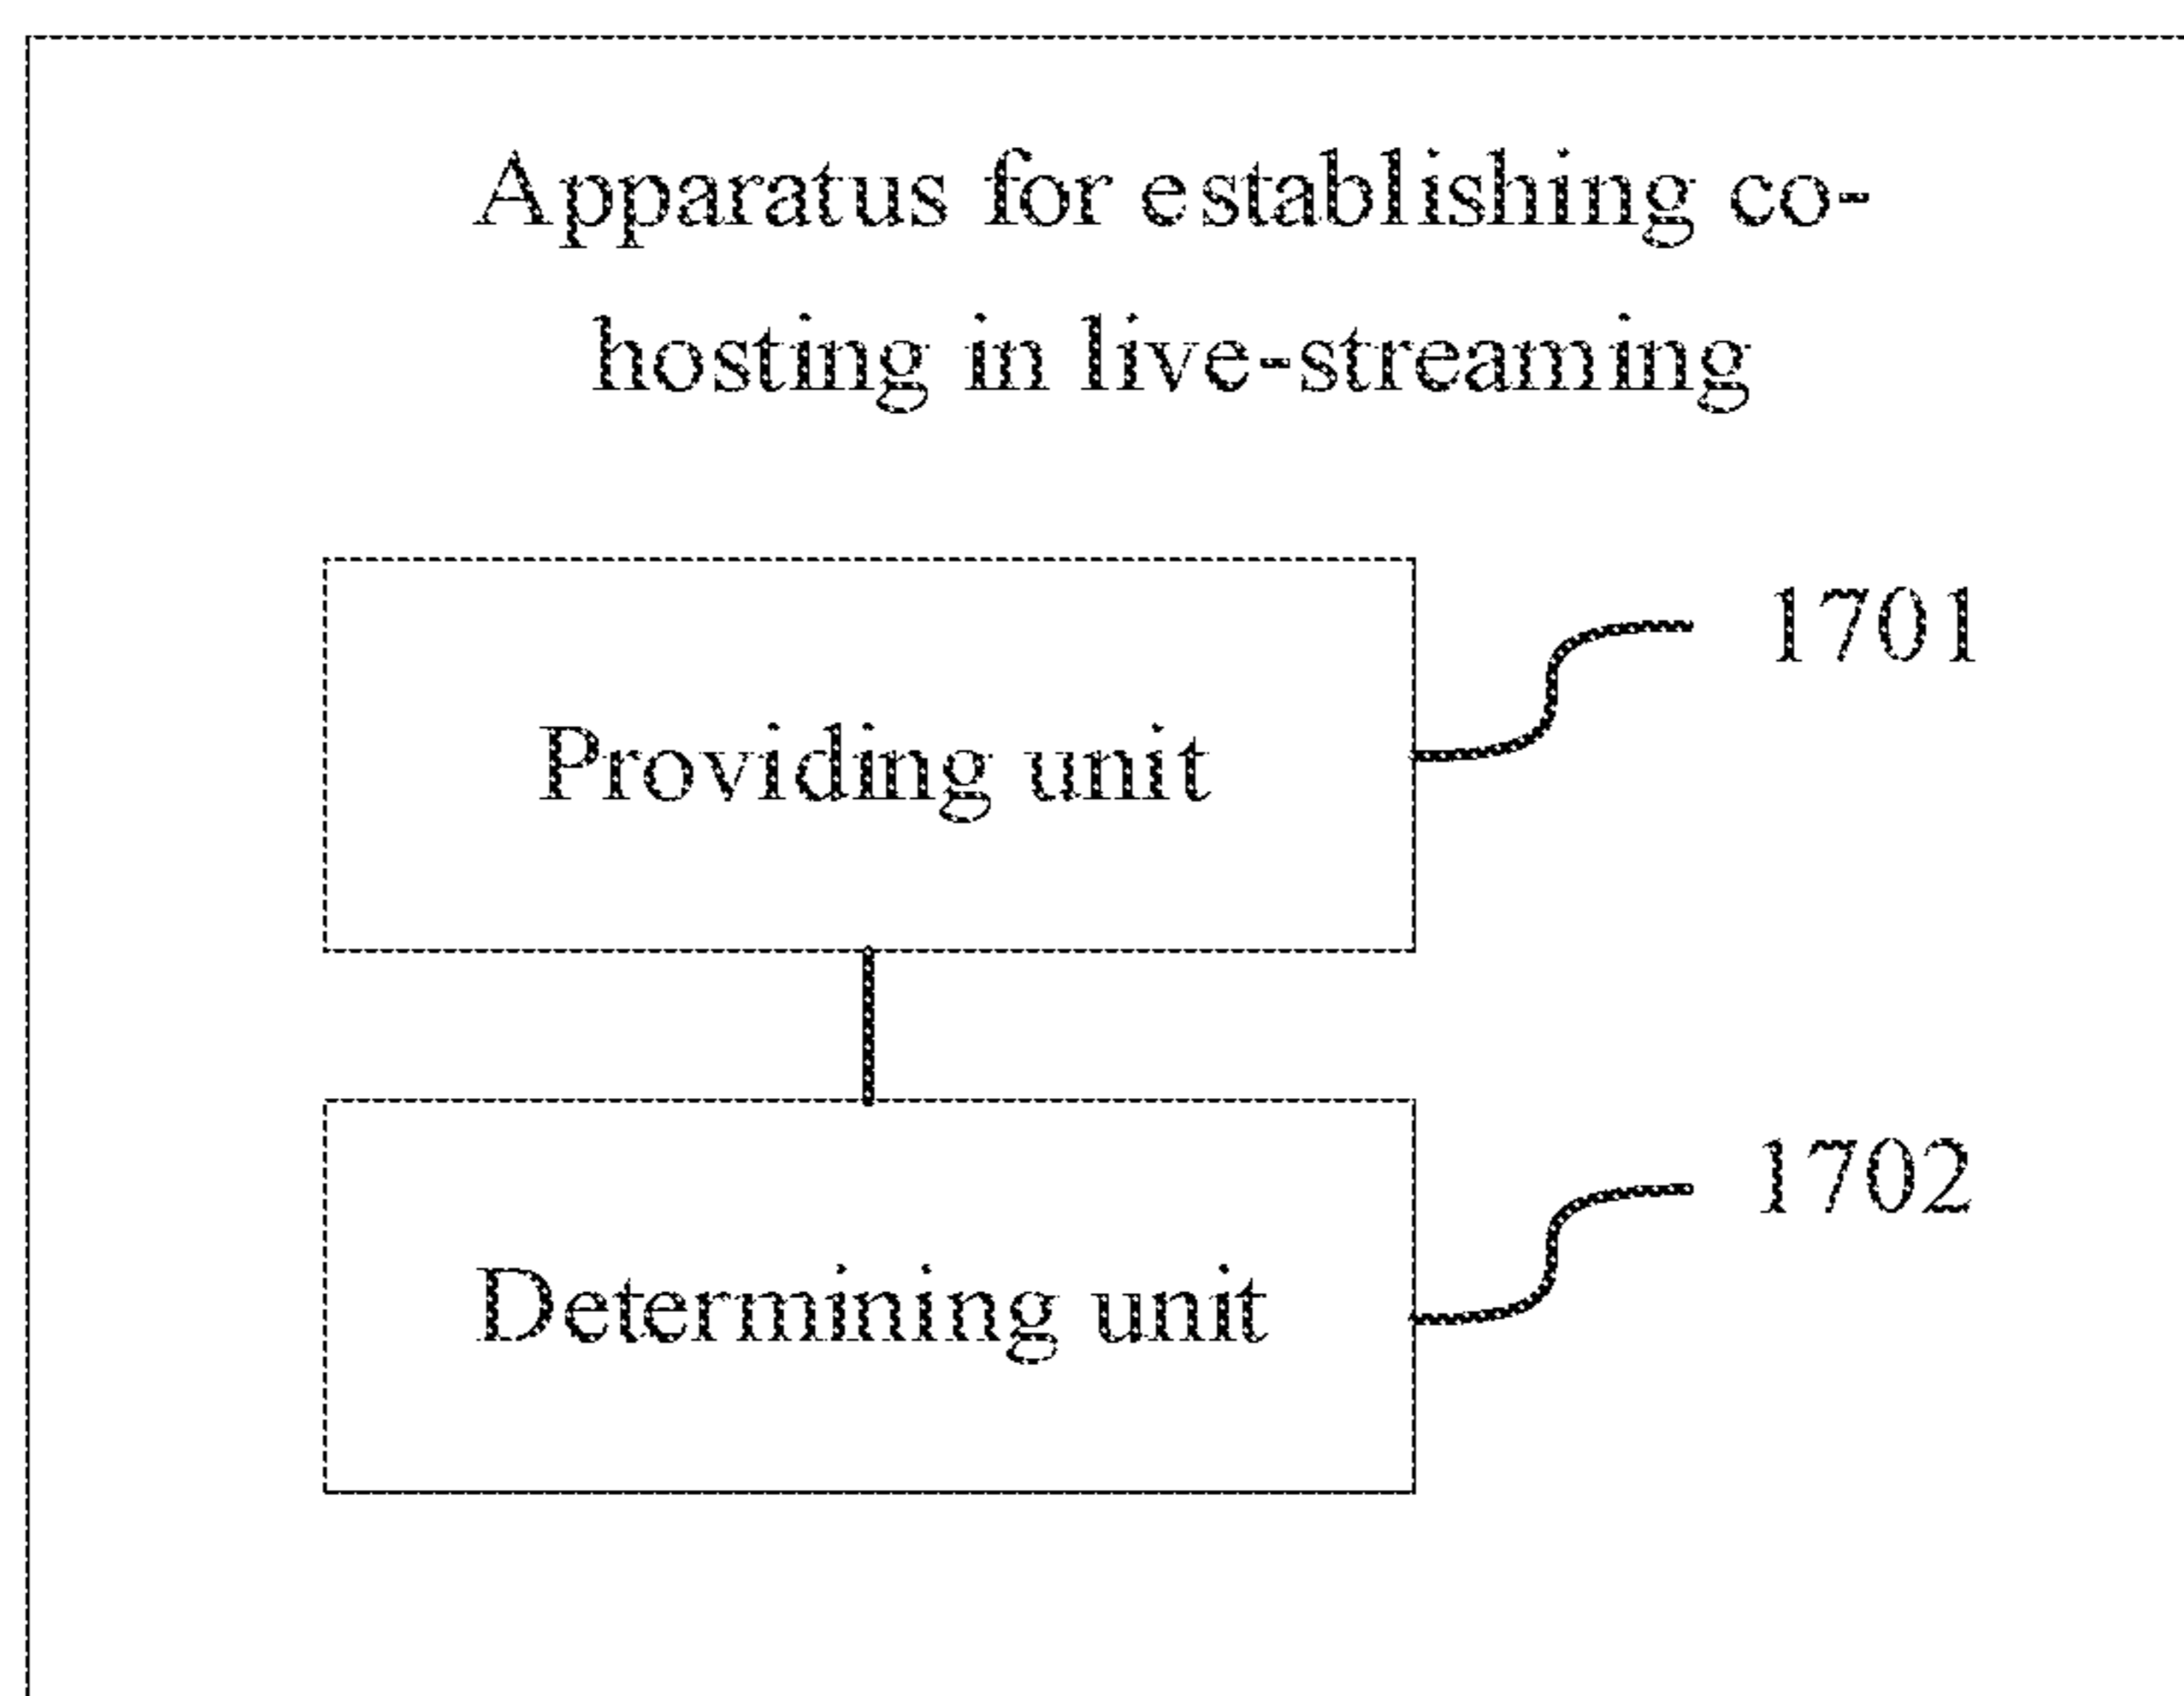 Apparatus for establishing co-
hosting in live-streaming
1701
Providing unit
1702
Determining unit